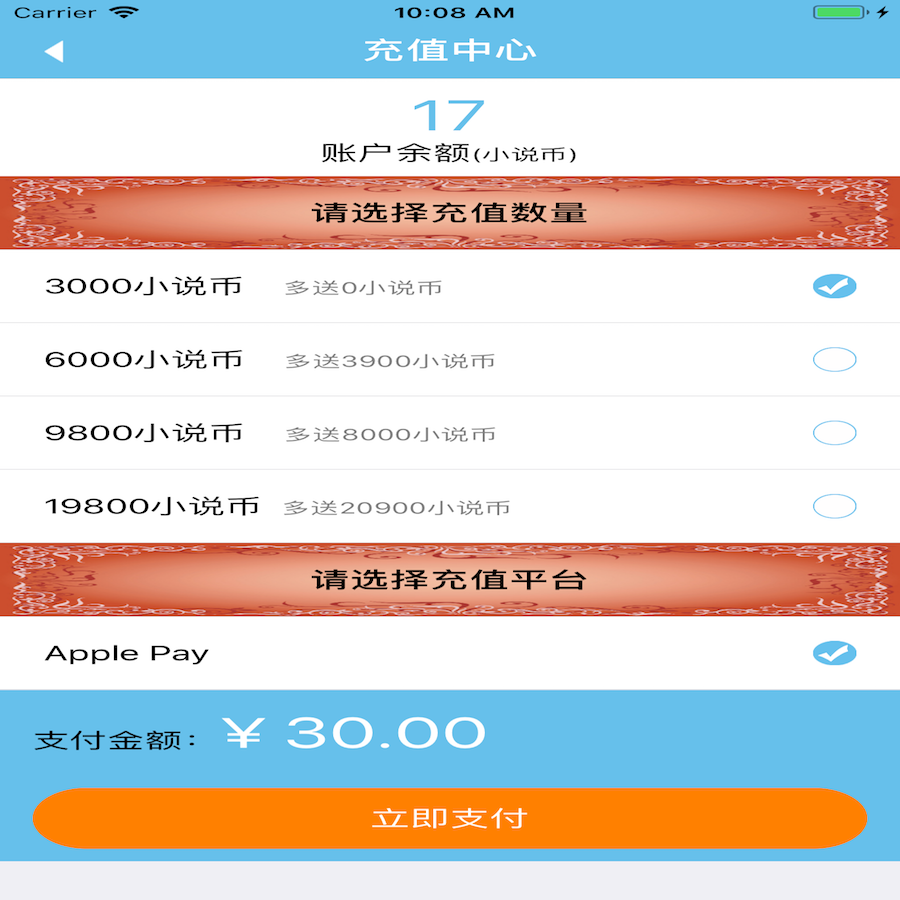 Carrier 10:08 AM
充值中心
17
账户余额(小说币)
请选择充值数量
3000小说币 多送0小说币
6000小说币 多送3900小说币
9800小说币 多送8000小说币
19800小说币 多送20900小说币
请选择充值平台
Apple Pay
支付金额: ¥ 30.00
立即支付